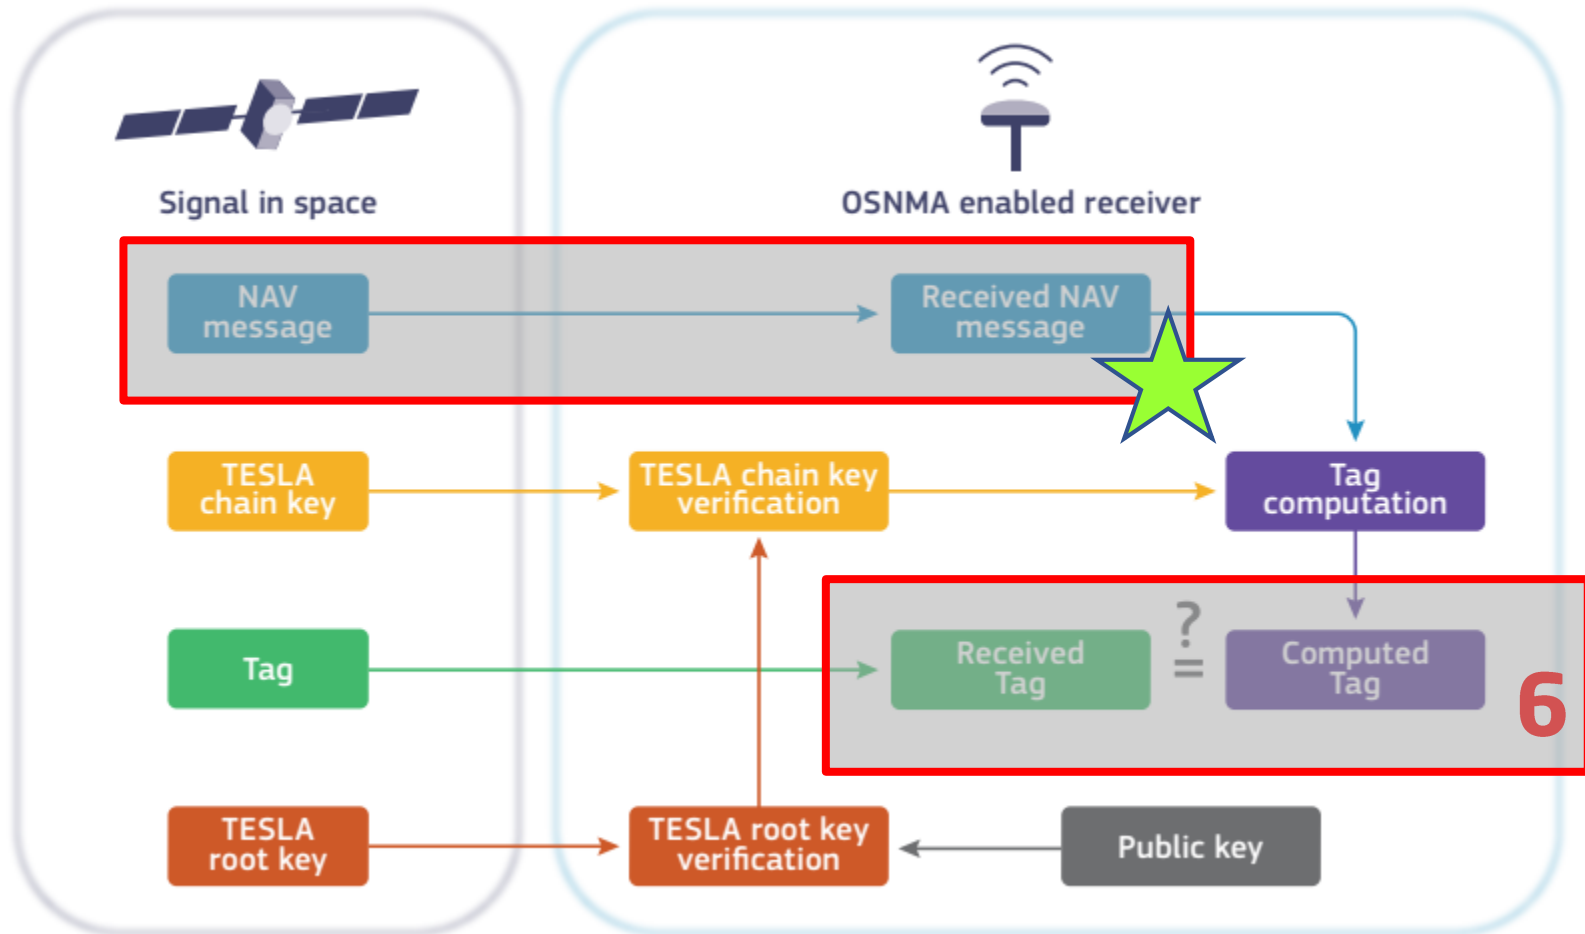 Signal in space
OSNMA enabled receiver
NAV
message
Received NAV
message
TESLA
chain key
TESLA chain key
verification
Tag
computation
Tag
Received
Tag
?
=
Computed
Tag
6
TESLA
root key
TESLA root key
verification
Public key